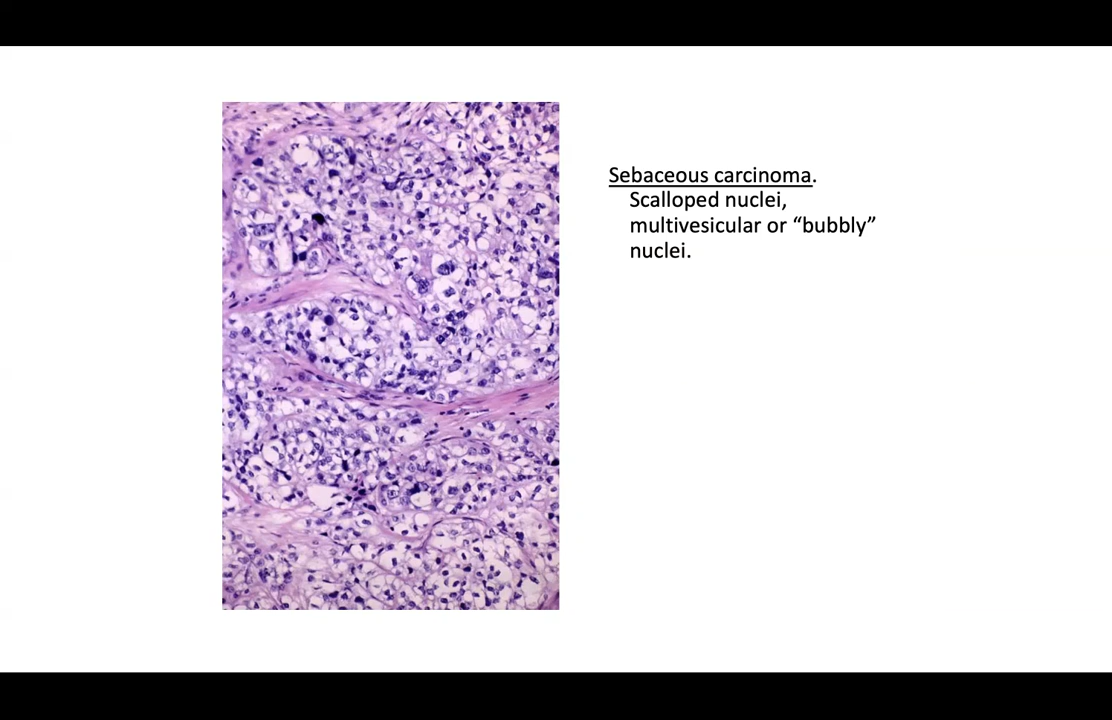 Sebaceous carcinoma.
Scalloped nuclei,
multivesicular or “bubbly”
nuclei.